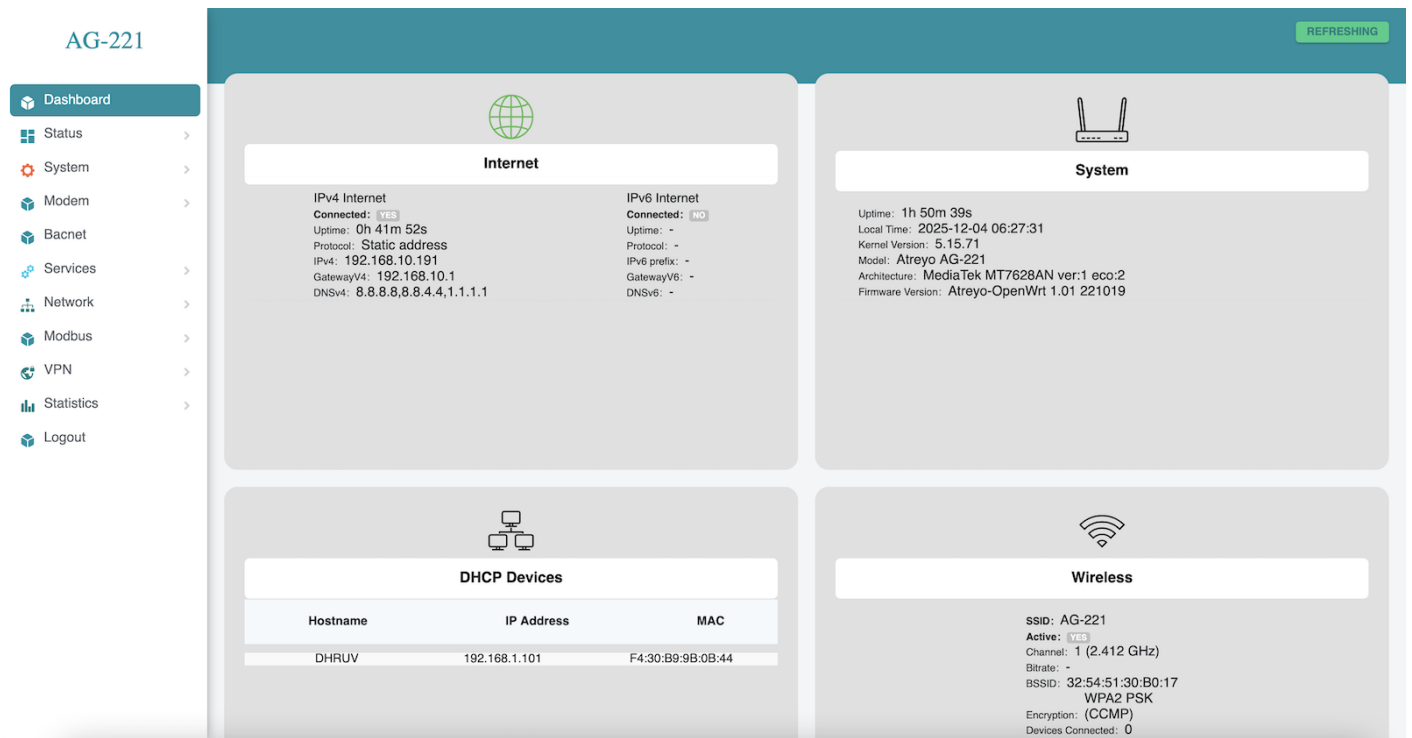 AG-221
REFRESHING
Dashboard
Status
System
Modem
Bacnet
Services
Network
Modbus
VPN
Statistics
Logout
Internet
IPv4 Internet
Connected: YES
Uptime: 0h 41m 52s
Protocol: Static address
IPv4: 192.168.10.191
GatewayV4: 192.168.10.1
DNSv4: 8.8.8.8,8.8.4.4,1.1.1.1
IPv6 Internet
Connected: NO
Uptime: -
Protocol: -
IPv6 prefix: -
GatewayV6: -
DNSv6: -
System
Uptime: 1h 50m 39s
Local Time: 2025-12-04 06:27:31
Kernel Version: 5.15.71
Model: Atreyo AG-221
Architecture: MediaTek MT7628AN ver:1 eco:2
Firmware Version: Atreyo-OpenWrt 1.01 221019
DHCP Devices
Hostname IP Address MAC
DHRUV 192.168.1.101 F4:30:B9:9B:0B:44
Wireless
SSID: AG-221
Active: YES
Channel: 1 (2.412 GHz)
Bitrate: -
BSSID: 32:54:51:30:B0:17
WPA2 PSK
Encryption: (CCMP)
Devices Connected: 0